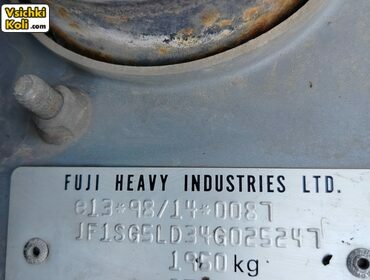 Vsichki
Koli.com
FUJI HEAVY INDUSTRIES LTD.
e13*98/14*0087
JF1SG5LD34G025247
1960 kg